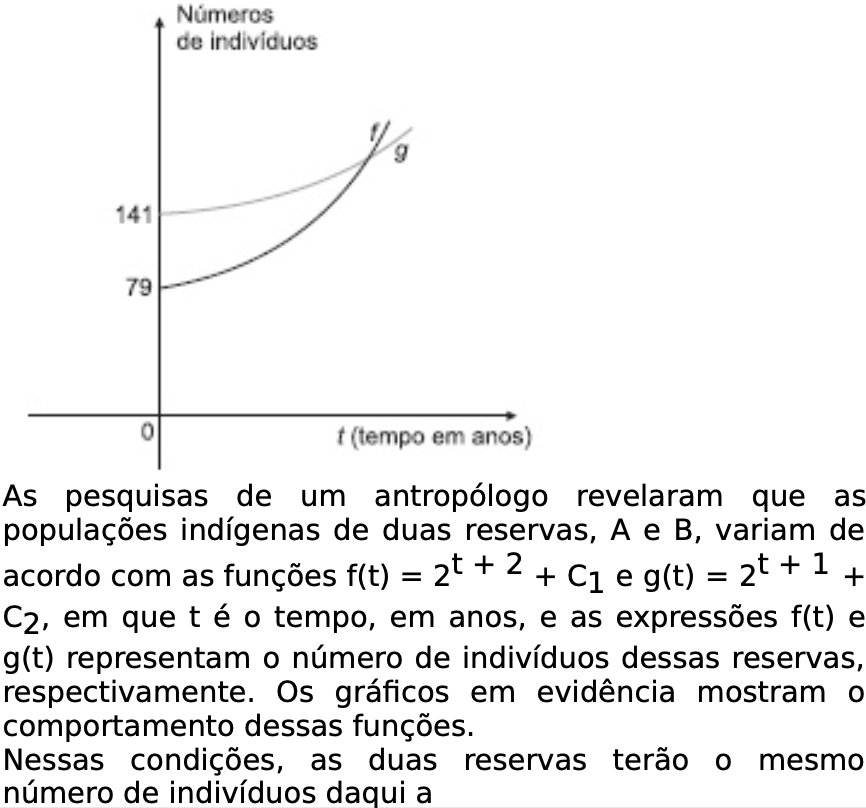 Números
de indivíduos
f
g
141
79
0
t (tempo em anos)
As pesquisas de um antropólogo revelaram que as
populações indígenas de duas reservas, A e B, variam de
acordo com as funções f(t) = 2^t + 2 + C1 e g(t) = 2^t + 1 +
C2, em que t é o tempo, em anos, e as expressões f(t) e
g(t) representam o número de indivíduos dessas reservas,
respectivamente. Os gráficos em evidência mostram o
comportamento dessas funções.
Nessas condições, as duas reservas terão o mesmo
número de indivíduos daqui a